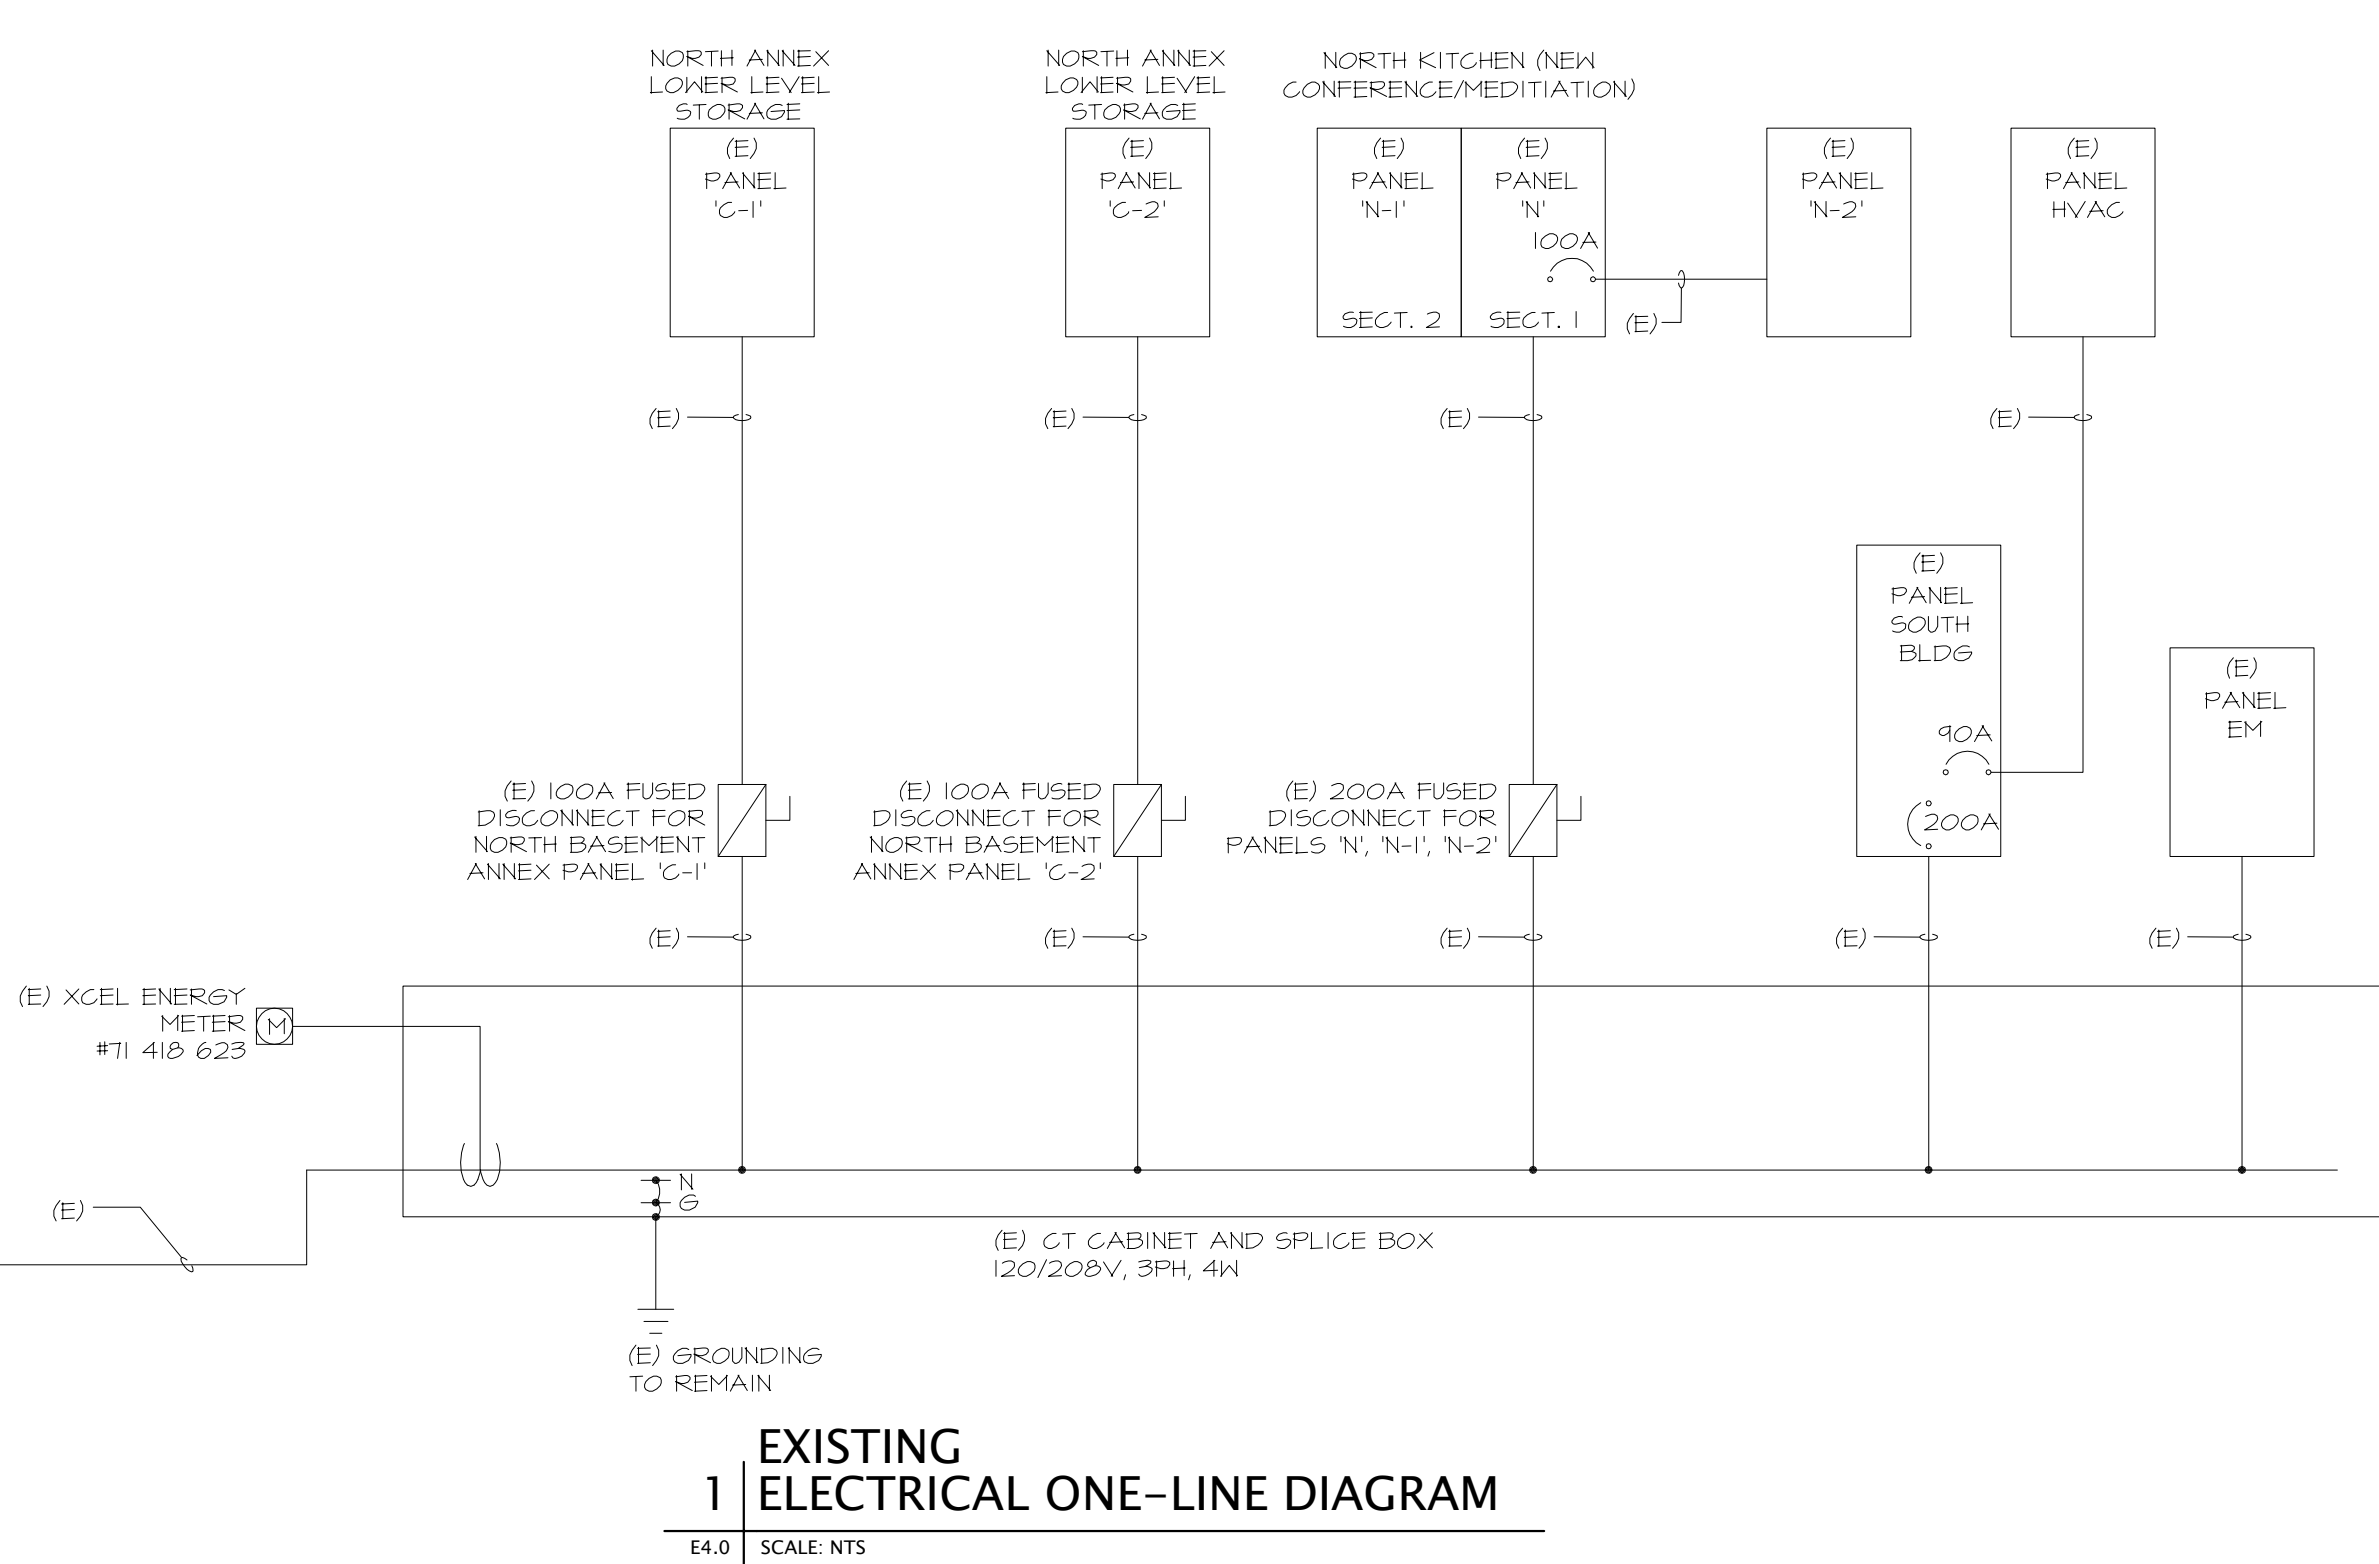 NORTH ANNEX
LOWER LEVEL
STORAGE
NORTH ANNEX
LOWER LEVEL
STORAGE
NORTH KITCHEN (NEW
CONFERENCE/MEDITIATION)
(E)
PANEL
'C-1'
(E)
PANEL
'C-2'
(E)
PANEL
'N-1'
SECT. 2
(E)
PANEL
'N'
100A
SECT. 1
(E)
(E)
PANEL
'N-2'
(E)
PANEL
HVAC
(E)
(E)
(E)
(E)
(E)
PANEL
SOUTH
BLDG
90A
200A
(E)
PANEL
EM
(E) 100A FUSED
DISCONNECT FOR
NORTH BASEMENT
ANNEX PANEL 'C-1'
(E) 100A FUSED
DISCONNECT FOR
NORTH BASEMENT
ANNEX PANEL 'C-2'
(E) 200A FUSED
DISCONNECT FOR
PANELS 'N', 'N-1', 'N-2'
(E)
(E)
(E)
(E)
(E)
(E) XCEL ENERGY
METER
#71 418 623
M
N
G
(E)
(E) CT CABINET AND SPLICE BOX
120/208V, 3PH, 4W
(E) GROUNDING
TO REMAIN
EXISTING
1 ELECTRICAL ONE-LINE DIAGRAM
E4.0 SCALE: NTS